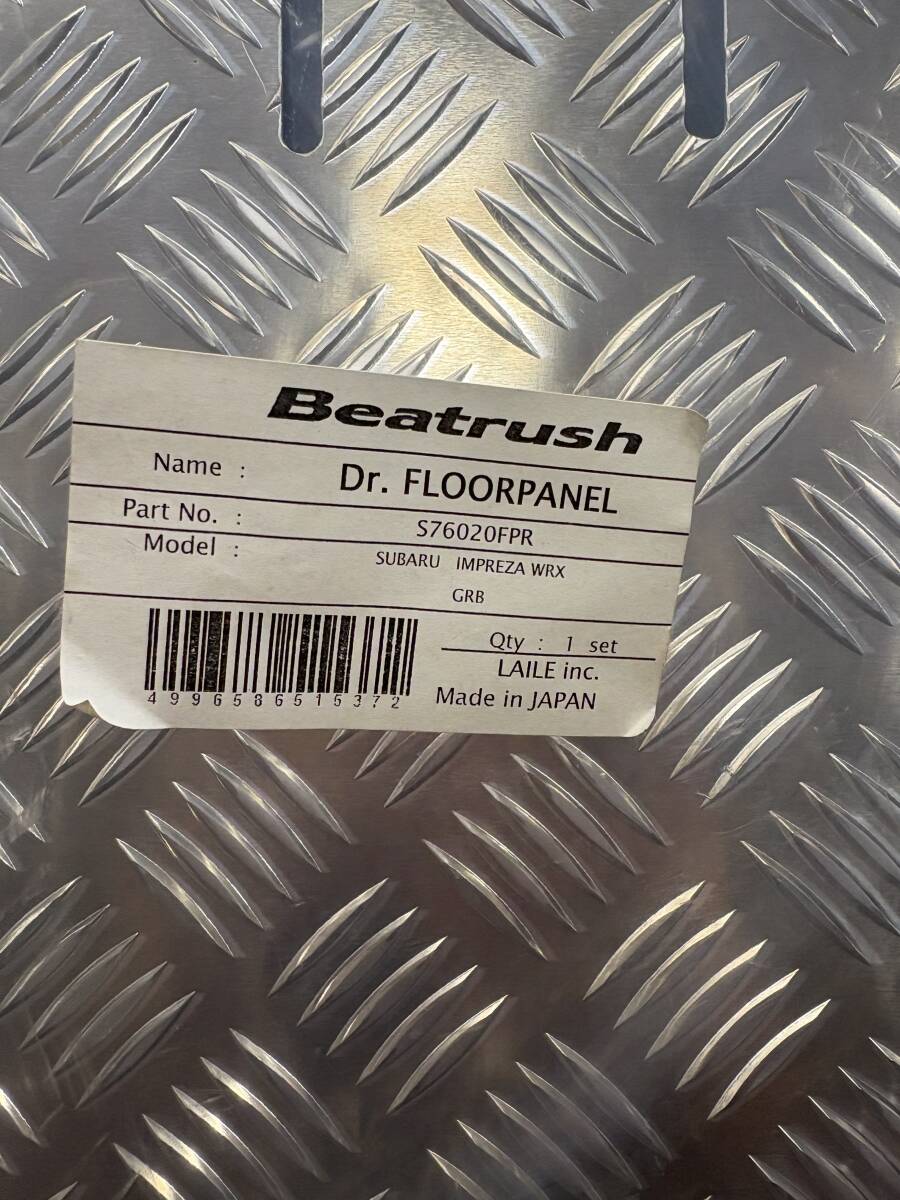 Beatrush
Name : Dr. FLOORPANEL
Part No. : S76020FPR
Model : SUBARU IMPREZA WRX
GRB
Qty : 1 set
LAILE inc.
Made in JAPAN
4996586515372